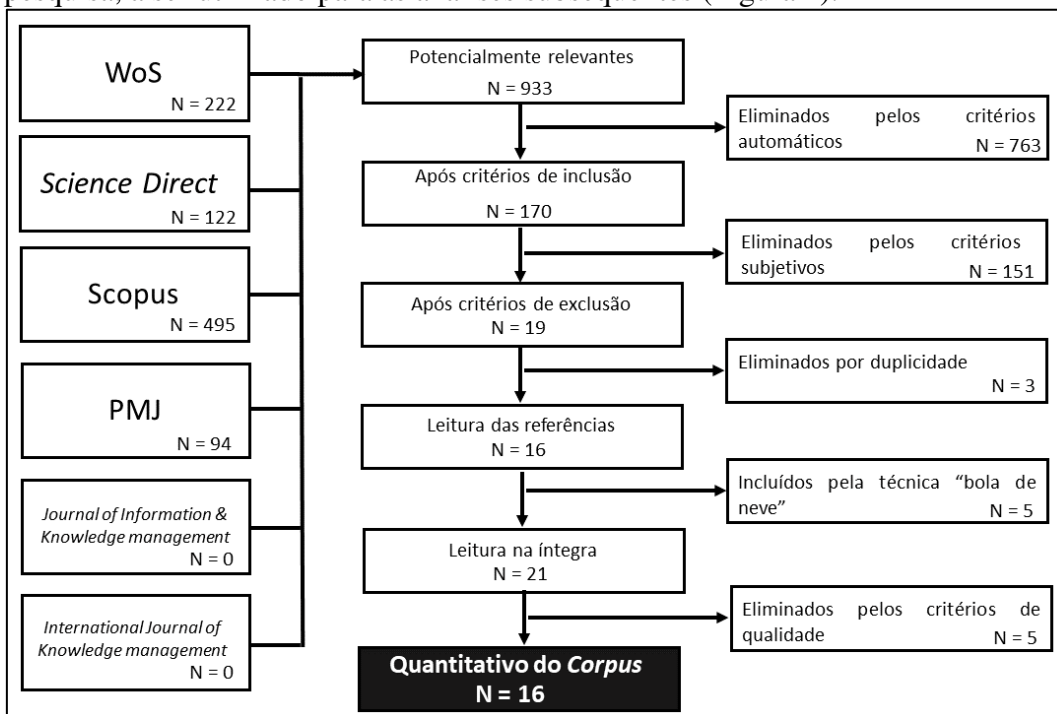 WoS
N = 222
Science Direct
N = 122
Scopus
N = 495
PMJ
N = 94
Journal of Information &
Knowledge management
N = 0
International Journal of
Knowledge management
N = 0
Potencialmente relevantes
N = 933
Eliminados pelos critérios
automáticos
N = 763
Após critérios de inclusão
N = 170
Eliminados pelos critérios
subjetivos
N = 151
Após critérios de exclusão
N = 19
Eliminados por duplicidade
N = 3
Leitura das referências
N = 16
Incluídos pela técnica “bola de
neve”
N = 5
Leitura na íntegra
N = 21
Eliminados pelos critérios de
qualidade
N = 5
Quantitativo do Corpus
N = 16